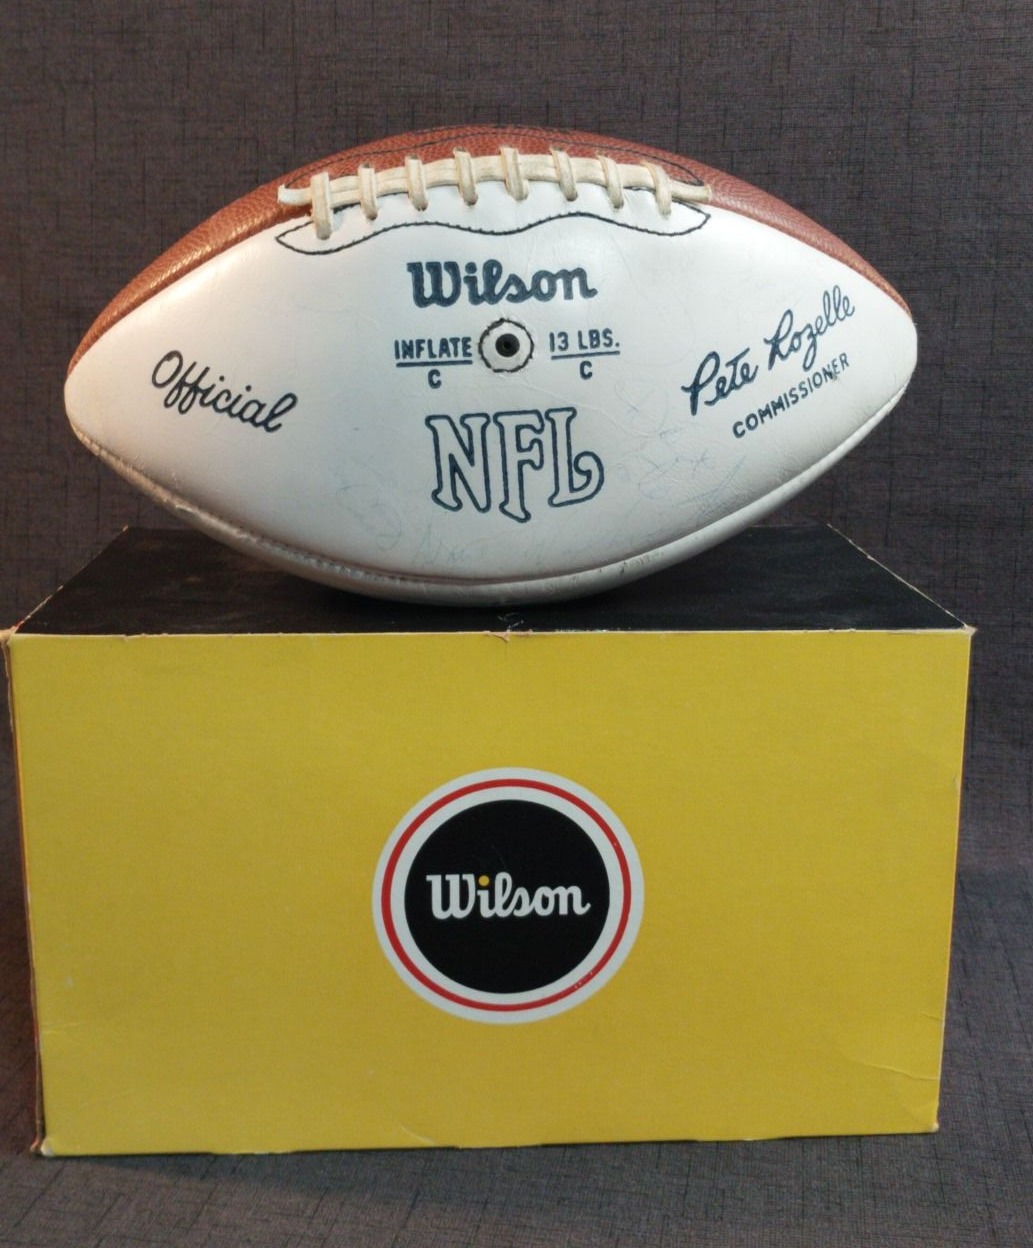 Wilson
INFLATE 13 LBS.
C C
Official
Pete Rozelle
COMMISSIONER
NFL
Wilson